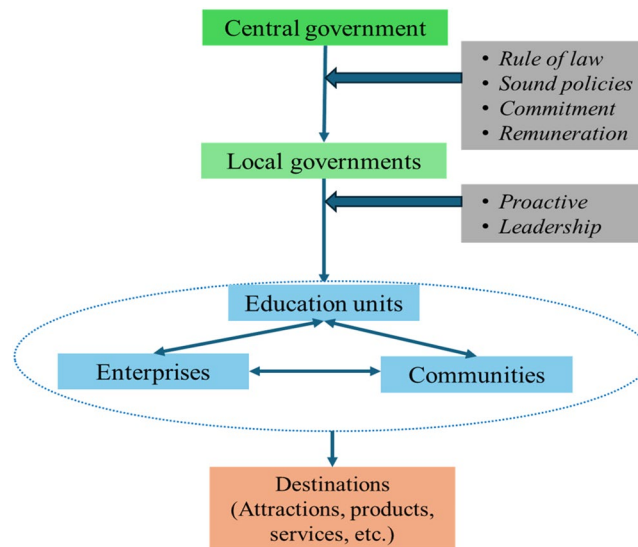 Central government
• Rule of law
• Sound policies
• Commitment
• Remuneration
Local governments
• Proactive
• Leadership
Education units
Enterprises
Communities
Destinations
(Attractions, products,
services, etc.)